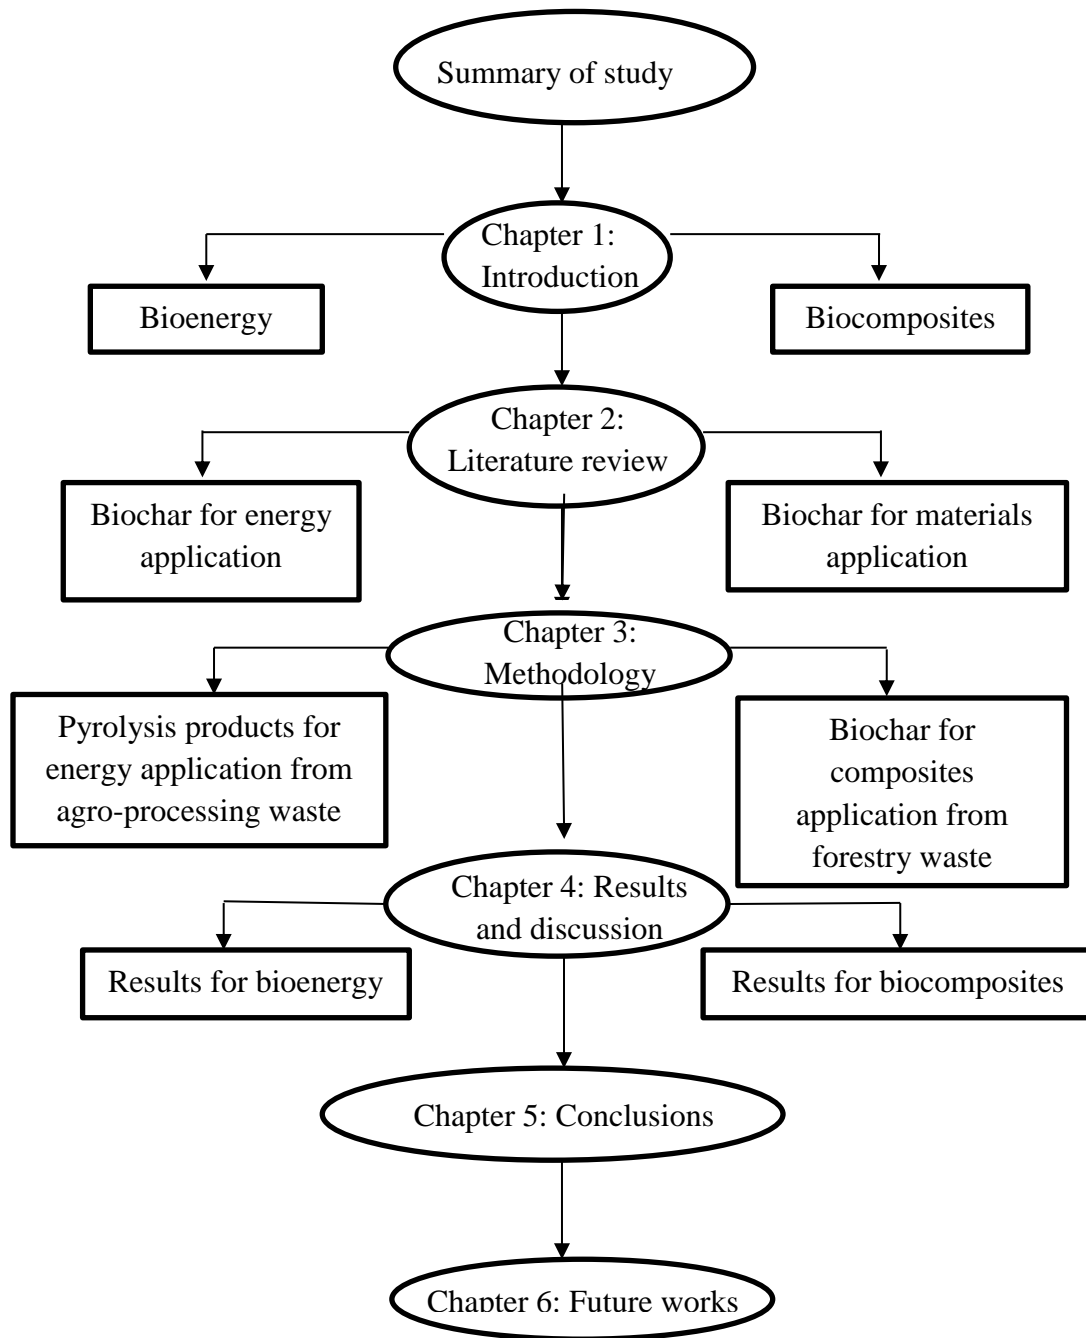 Summary of study
Chapter 1:
Introduction
Bioenergy
Biocomposites
Chapter 2:
Literature review
Biochar for energy
application
Biochar for materials
application
Chapter 3:
Methodology
Pyrolysis products for
energy application from
agro-processing waste
Biochar for
composites
application from
forestry waste
Chapter 4: Results
and discussion
Results for bioenergy
Results for biocomposites
Chapter 5: Conclusions
Chapter 6: Future works